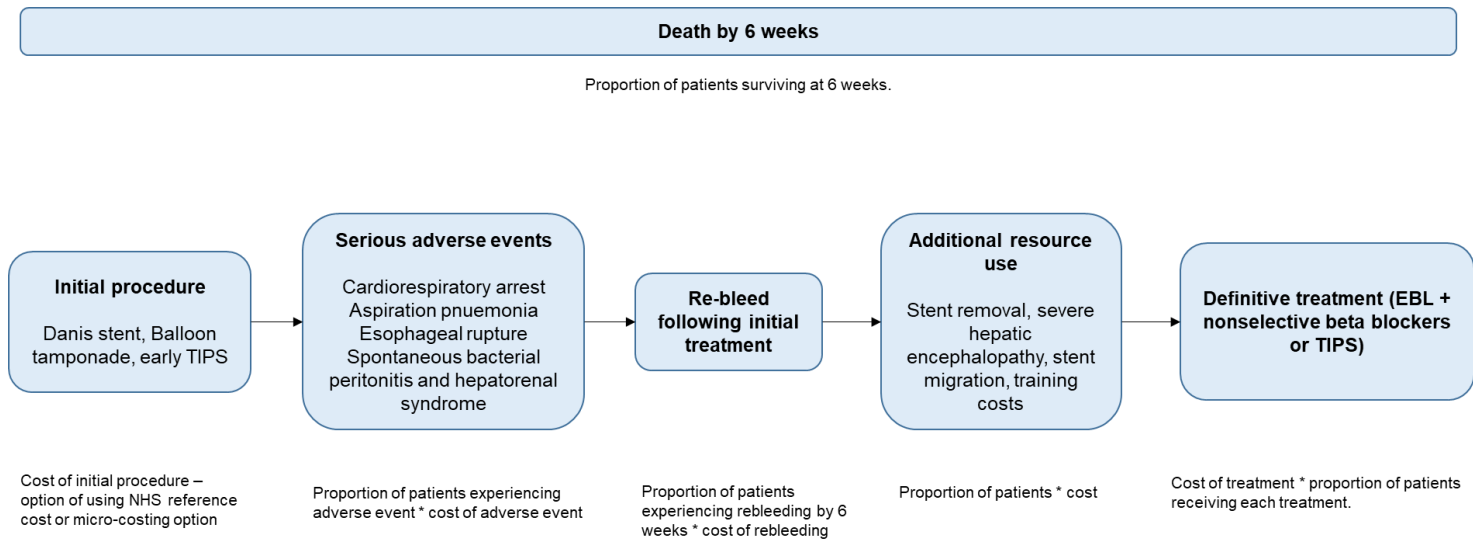 Death by 6 weeks
Proportion of patients surviving at 6 weeks.
Initial procedure
Danis stent, Balloon
tamponade, early TIPS
Serious adverse events
Cardiorespiratory arrest
Aspiration pnuemonia
Esophageal rupture
Spontaneous bacterial
peritonitis and hepatorenal
syndrome
Re-bleed
following initial
treatment
Additional resource
use
Stent removal, severe
hepatic
encephalopathy, stent
migration, training
costs
Definitive treatment (EBL +
nonselective beta blockers
or TIPS)
Cost of initial procedure –
option of using NHS reference
cost or micro-costing option
Proportion of patients experiencing
adverse event * cost of adverse event
Proportion of patients
experiencing rebleeding by 6
weeks * cost of rebleeding
Proportion of patients * cost
Cost of treatment * proportion of patients
receiving each treatment.